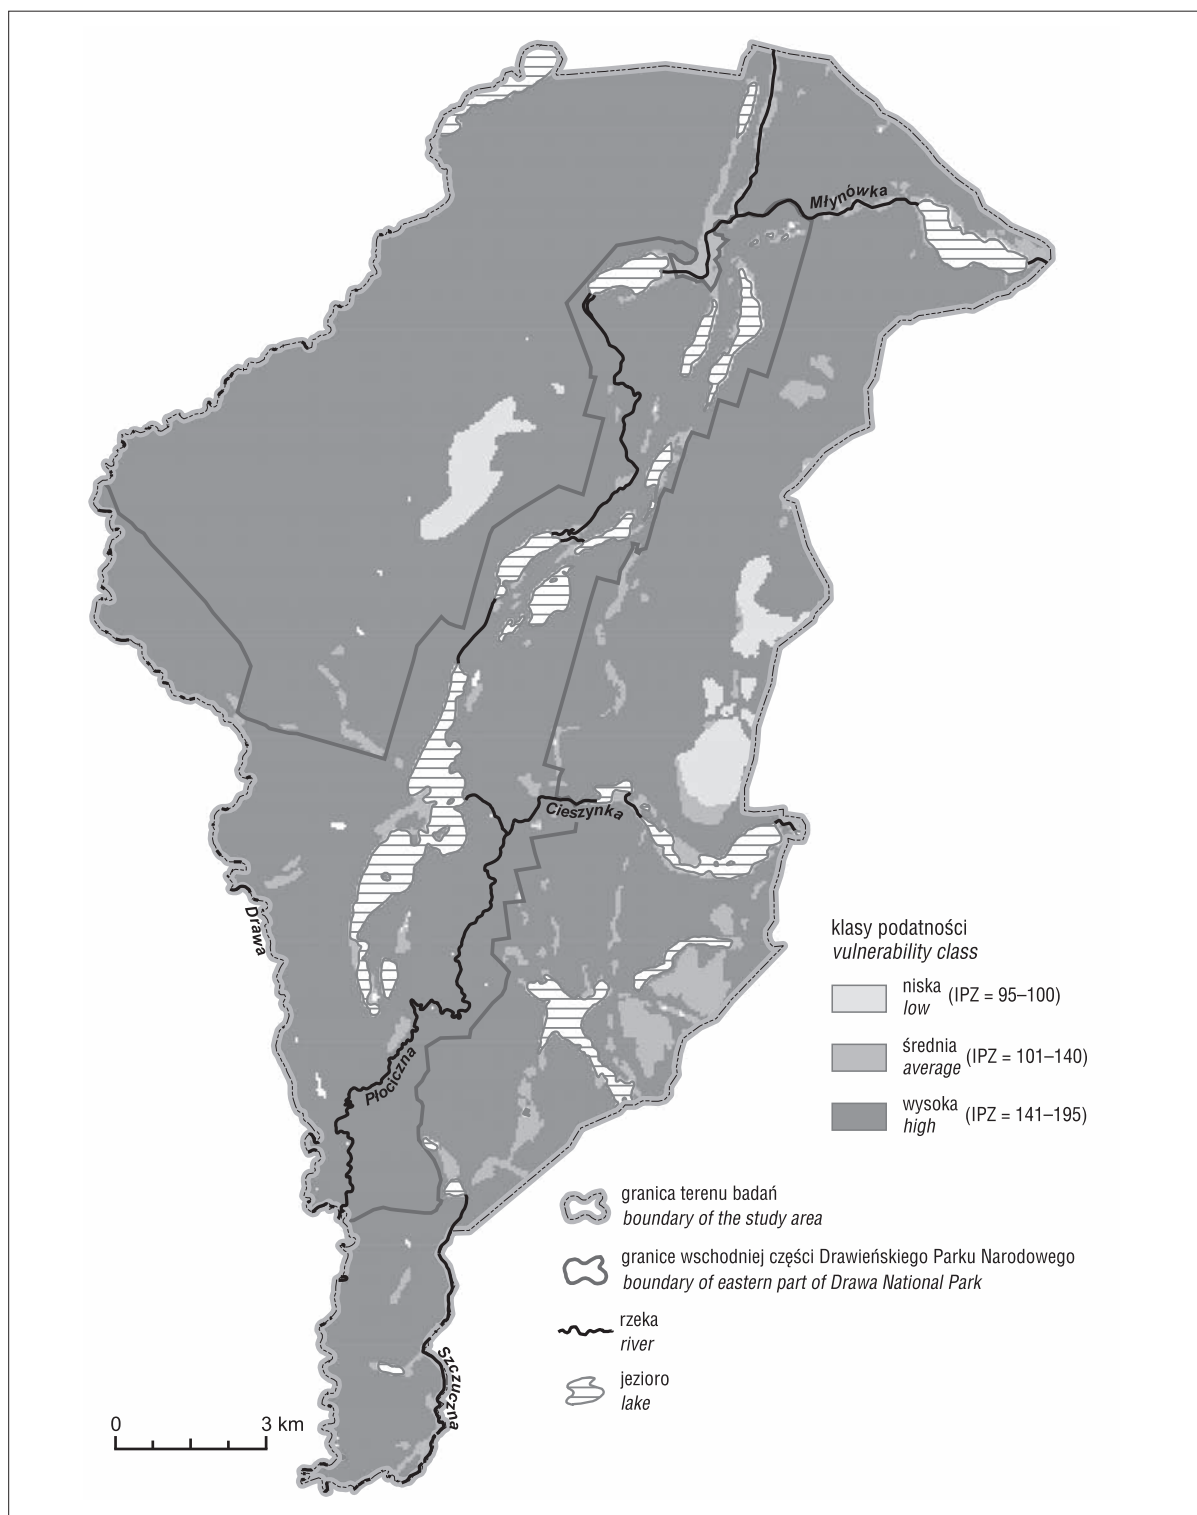 Młynówka
Cieszynka
Drawa
Płociczna
Szczuczna
klasy podatności
vulnerability class
niska
low
(IPZ = 95–100)
średnia
average
(IPZ = 101–140)
wysoka
high
(IPZ = 141–195)
granica terenu badań
boundary of the study area
granice wschodniej części Drawieńskiego Parku Narodowego
boundary of eastern part of Drawa National Park
rzeka
river
jezioro
lake
0 3 km